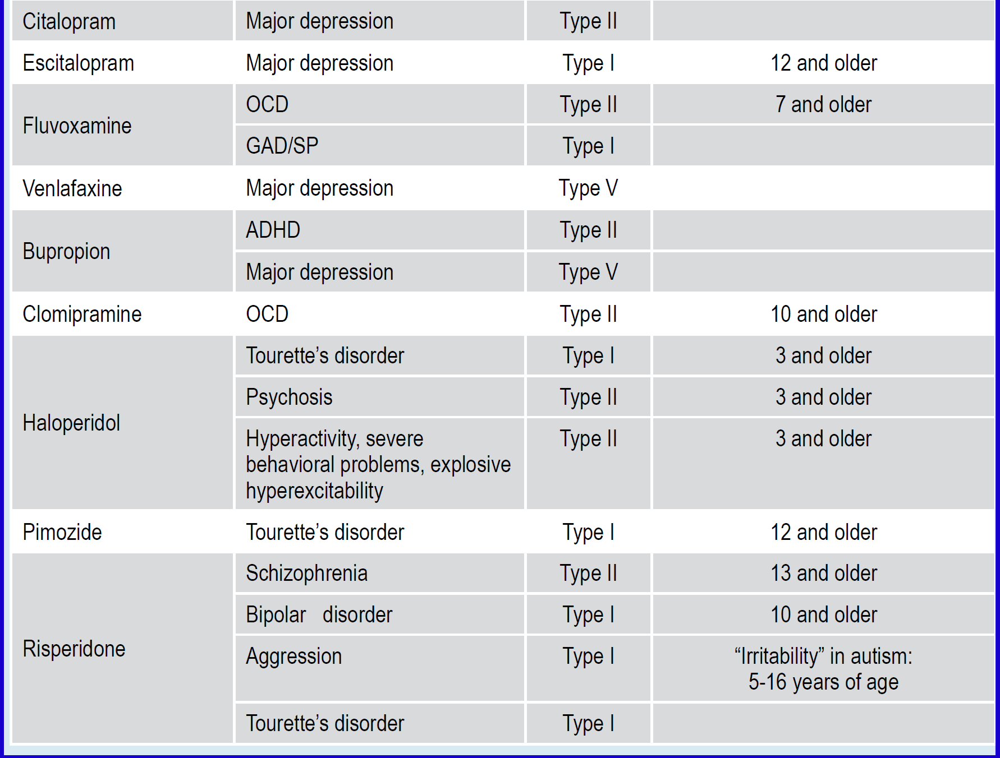 Citalopram Major depression Type II
Escitalopram Major depression Type I 12 and older
Fluvoxamine OCD Type II 7 and older
GAD/SP Type I
Venlafaxine Major depression Type V
Bupropion ADHD Type II
Major depression Type V
Clomipramine OCD Type II 10 and older
Haloperidol Tourette’s disorder Type I 3 and older
Psychosis Type II 3 and older
Hyperactivity, severe Type II 3 and older
behavioral problems, explosive
hyperexcitability
Pimozide Tourette’s disorder Type I 12 and older
Risperidone Schizophrenia Type II 13 and older
Bipolar disorder Type I 10 and older
Aggression Type I “Irritability” in autism:
5-16 years of age
Tourette’s disorder Type I